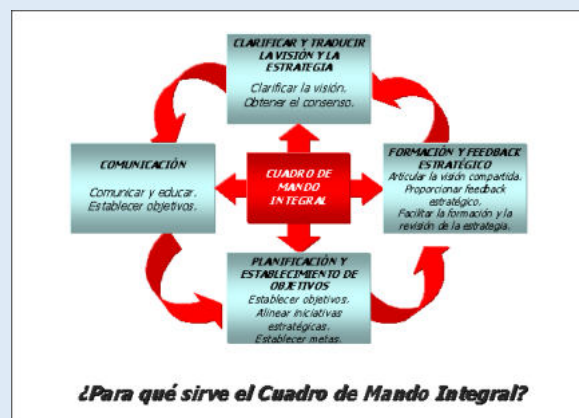 CLARIFICAR Y TRADUCIR
LA VISIÓN Y LA
ESTRATEGIA
Clarificar la visión.
Obtener el consenso.
COMUNICACIÓN
Comunicar y educar.
Establecer objetivos.
CUADRO DE
MANDO
INTEGRAL
FORMACIÓN Y FEEDBACK
ESTRATÉGICO
Articular la visión compartida.
Proporcionar feedback
estratégico.
Facilitar la formación y la
revisión de la estrategia.
PLANIFICACIÓN Y
ESTABLECIMIENTO DE
OBJETIVOS
Establecer objetivos.
Alinear iniciativas
estratégicas.
Establecer metas.
¿Para qué sirve el Cuadro de Mando Integral?